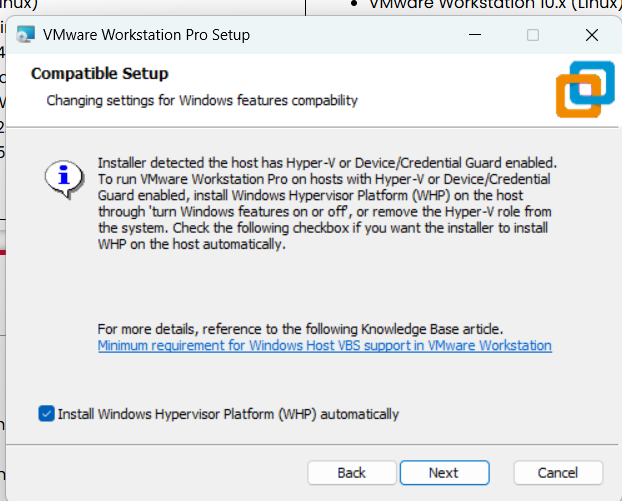 inux)
VMware Workstation 10.x (Linux)
VMware Workstation Pro Setup
Compatible Setup
Changing settings for Windows features compability
Installer detected the host has Hyper-V or Device/Credential Guard enabled.
To run VMware Workstation Pro on hosts with Hyper-V or Device/Credential
Guard enabled, install Windows Hypervisor Platform (WHP) on the host
through 'turn Windows features on or off', or remove the Hyper-V role from
the system. Check the following checkbox if you want the installer to install
WHP on the host automatically.
For more details, reference to the following Knowledge Base article.
Minimum requirement for Windows Host VBS support in VMware Workstation
Install Windows Hypervisor Platform (WHP) automatically
Back Next Cancel